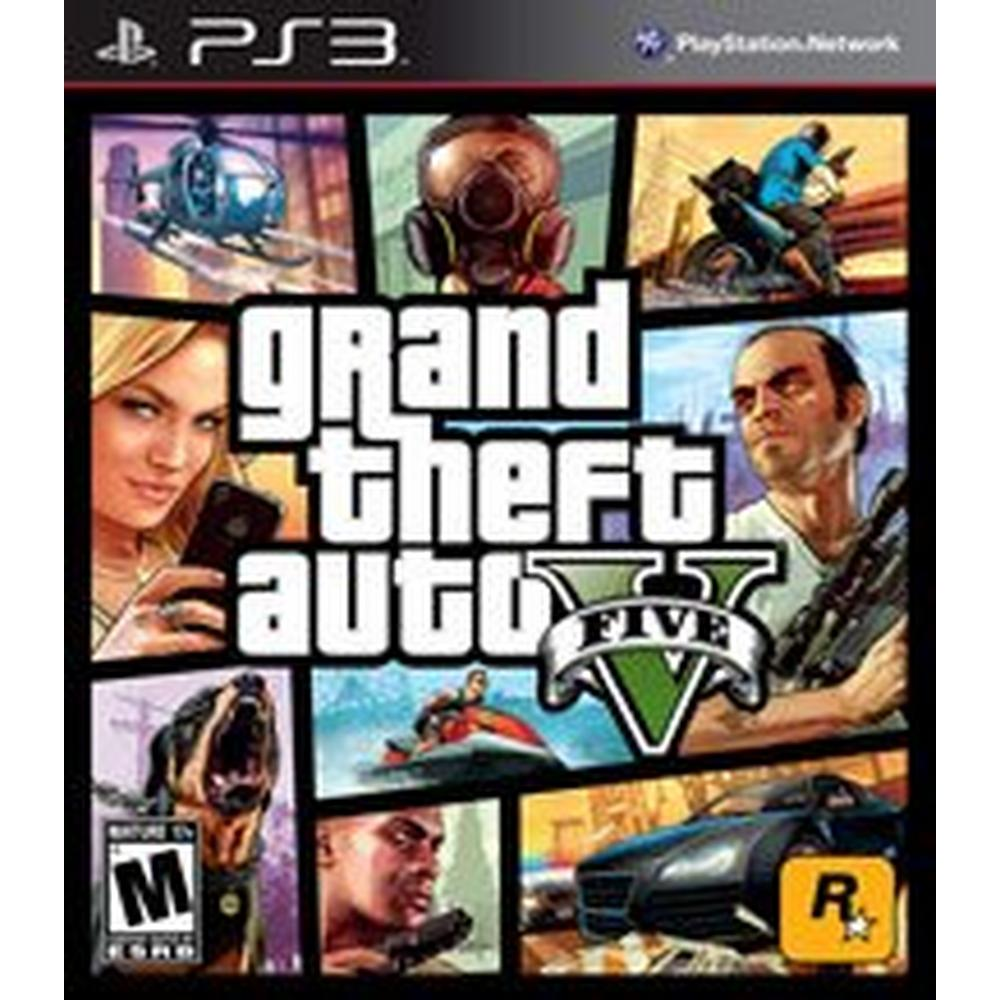 PS3
PlayStation.Network
grand
theft
auto V
FIVE
MATURE 17+
M
ESRB
R